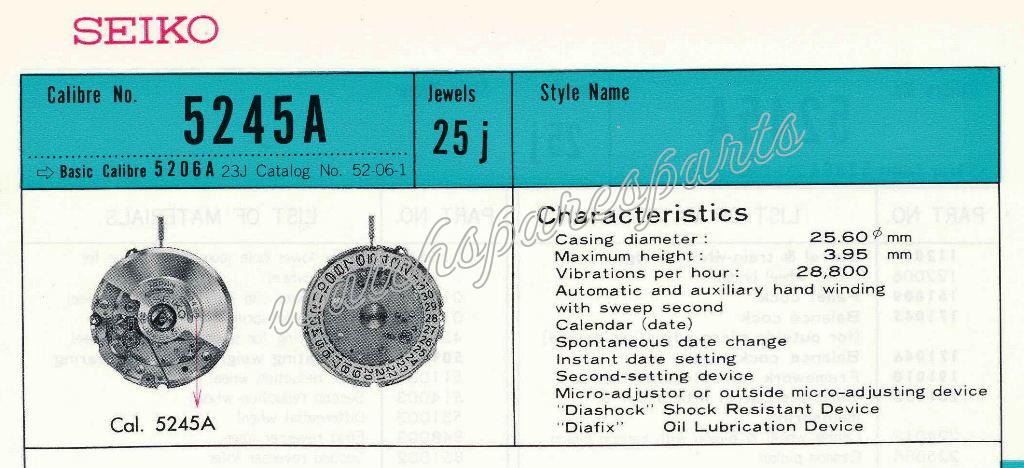 SEIKO
Calibre No.
5245A
⇨ Basic Calibre 5206A 23J Catalog No. 52-06-1
Jewels
25 j
Style Name
Characteristics
Casing diameter : 25.60 ø mm
Maximum height : 3.95 mm
Vibrations per hour : 28,800
Automatic and auxiliary hand winding
with sweep second
Calendar (date)
Spontaneous date change
Instant date setting
Second-setting device
Micro-adjustor or outside micro-adjusting device
"Diashock" Shock Resistant Device
"Diafix" Oil Lubrication Device
Cal. 5245A
watchspareparts